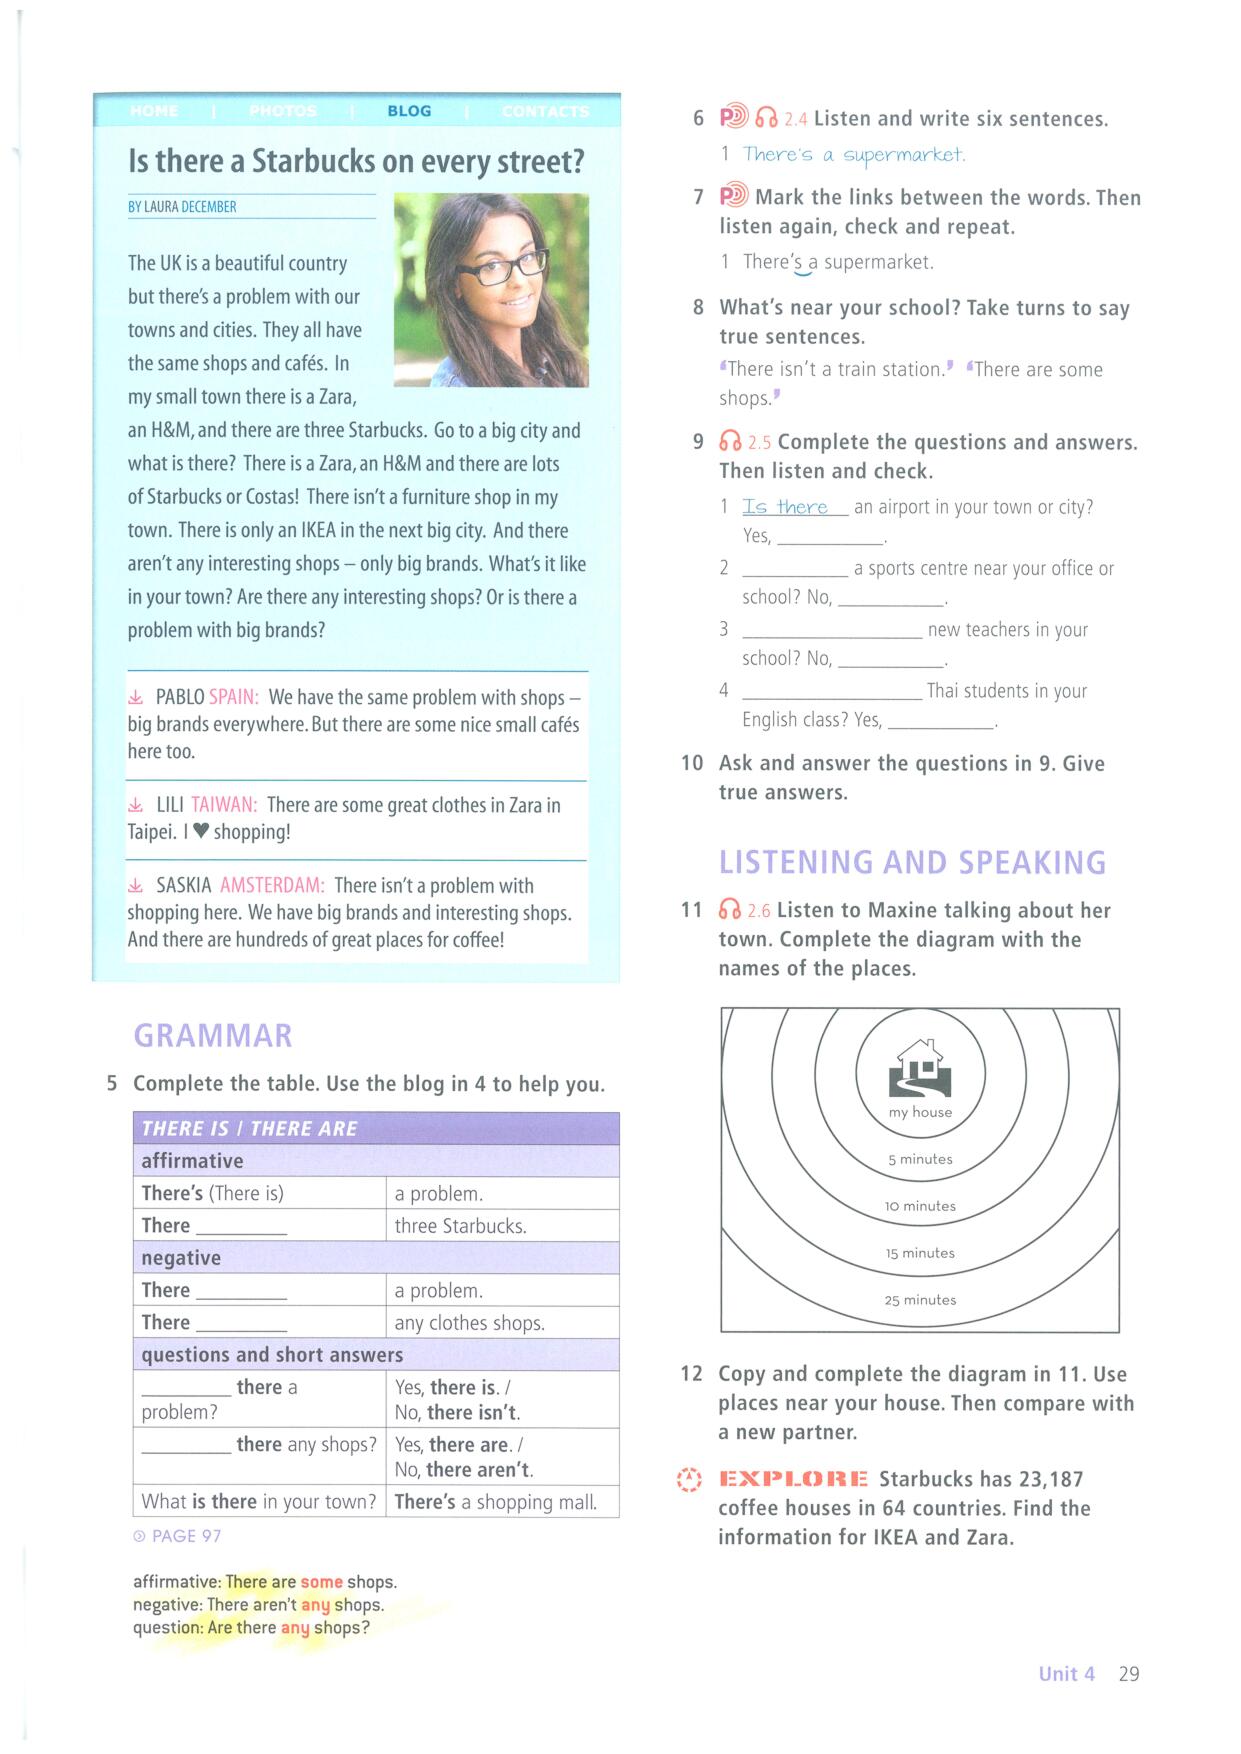 HOME | PHOTOS | BLOG | CONTACTS
Is there a Starbucks on every street?
BY LAURA DECEMBER
The UK is a beautiful country
but there's a problem with our
towns and cities. They all have
the same shops and cafés. In
my small town there is a Zara,
an H&M, and there are three Starbucks. Go to a big city and
what is there? There is a Zara, an H&M and there are lots
of Starbucks or Costas! There isn't a furniture shop in my
town. There is only an IKEA in the next big city. And there
aren't any interesting shops – only big brands. What's it like
in your town? Are there any interesting shops? Or is there a
problem with big brands?
PABLO SPAIN: We have the same problem with shops –
big brands everywhere. But there are some nice small cafés
here too.
LILI TAIWAN: There are some great clothes in Zara in
Taipei. I ♥ shopping!
SASKIA AMSTERDAM: There isn't a problem with
shopping here. We have big brands and interesting shops.
And there are hundreds of great places for coffee!
GRAMMAR
5 Complete the table. Use the blog in 4 to help you.
THERE IS / THERE ARE
affirmative
There's (There is) a problem.
There __________ three Starbucks.
negative
There __________ a problem.
There __________ any clothes shops.
questions and short answers
__________ there a Yes, there is. /
problem? No, there isn't.
__________ there any shops? Yes, there are. /
No, there aren't.
What is there in your town? There's a shopping mall.
PAGE 97
affirmative: There are some shops.
negative: There aren't any shops.
question: Are there any shops?
6 P 2.4 Listen and write six sentences.
1 There's a supermarket.
7 P Mark the links between the words. Then
listen again, check and repeat.
1 There's a supermarket.
8 What's near your school? Take turns to say
true sentences.
'There isn't a train station.' 'There are some
shops.'
9 2.5 Complete the questions and answers.
Then listen and check.
1 Is there an airport in your town or city?
Yes, __________.
2 __________ a sports centre near your office or
school? No, __________.
3 __________________ new teachers in your
school? No, __________.
4 __________________ Thai students in your
English class? Yes, __________.
10 Ask and answer the questions in 9. Give
true answers.
LISTENING AND SPEAKING
11 2.6 Listen to Maxine talking about her
town. Complete the diagram with the
names of the places.
my house
5 minutes
10 minutes
15 minutes
25 minutes
12 Copy and complete the diagram in 11. Use
places near your house. Then compare with
a new partner.
EXPLORE Starbucks has 23,187
coffee houses in 64 countries. Find the
information for IKEA and Zara.
Unit 4 29